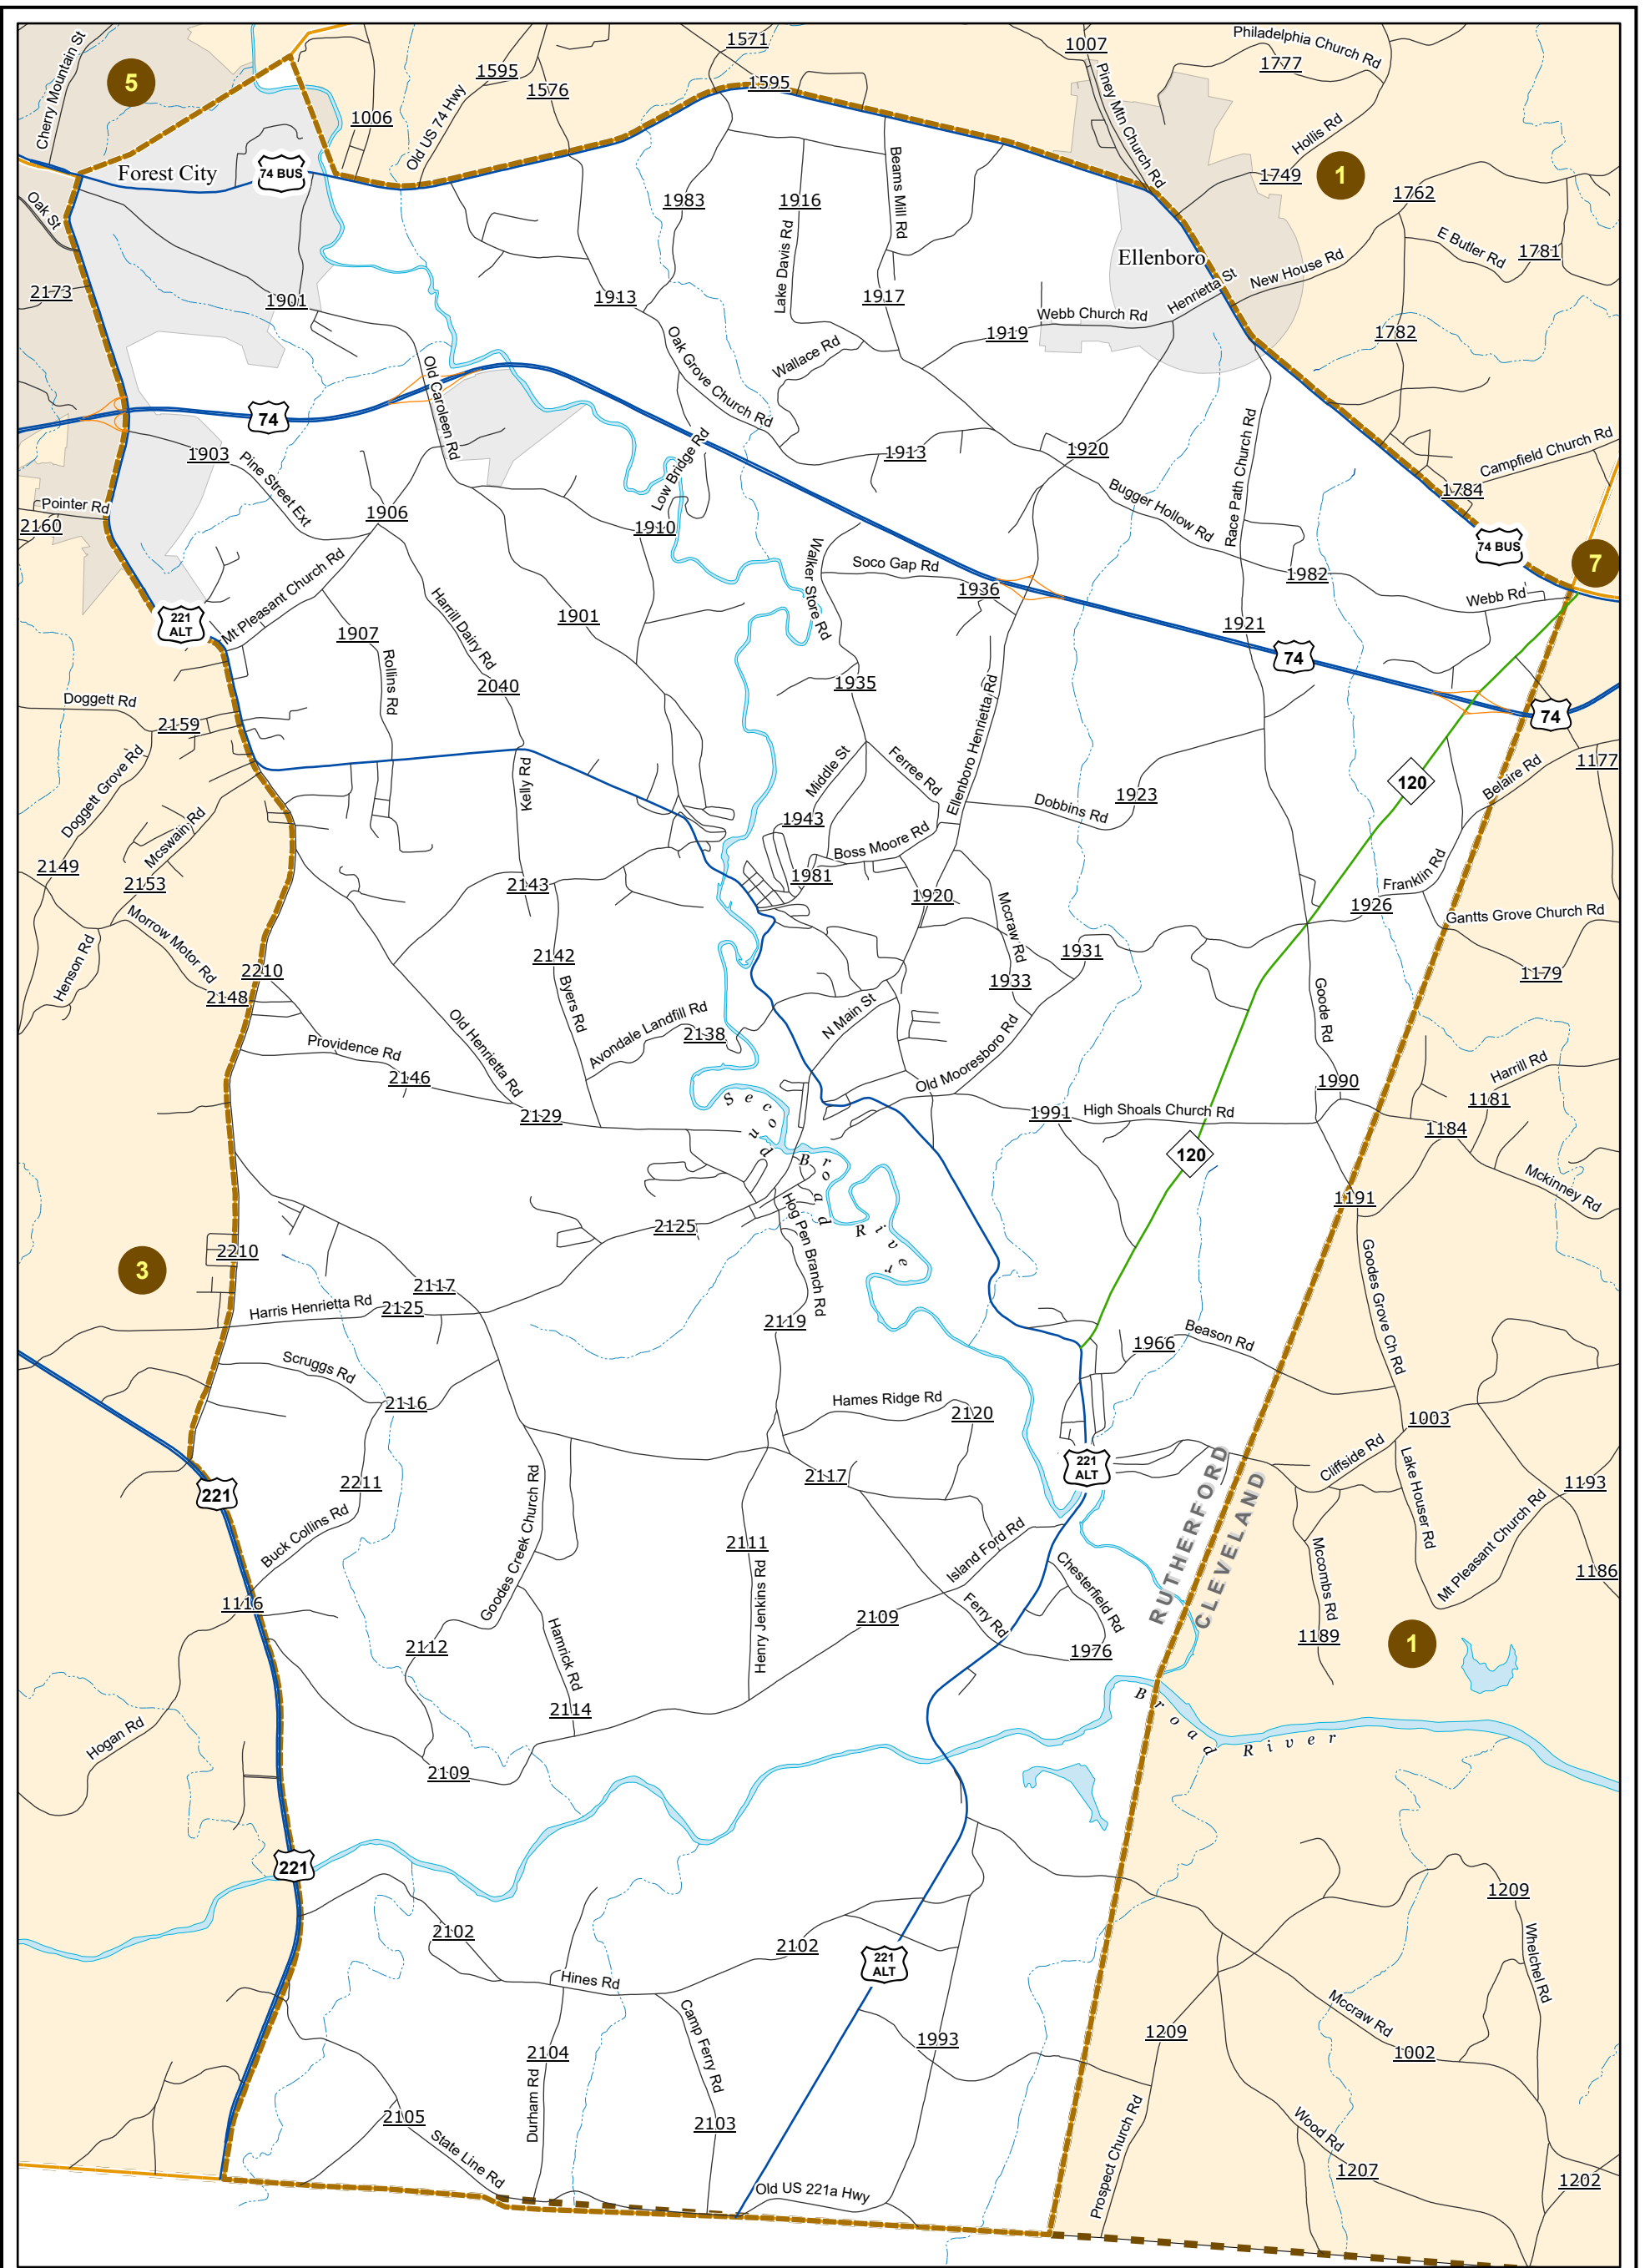 Cherry Mountain St
5
1571
1007
Philadelphia Church Rd
1777
1595
1576
1595
Old US 74 Hwy
1006
Piney Mtn Church Rd
Hollis Rd
1749
1
1762
Forest City
74 BUS
Oak St
1983
1916
Beams Mill Rd
E Butler Rd
1781
Ellenboro
Lake Davis Rd
New House Rd
Henrietta St
2173
1901
1913
1917
Webb Church Rd
1919
1782
Wallace Rd
Oak Grove Church Rd
Old Caroleen Rd
74
Race Path Church Rd
Campfield Church Rd
1903
Pine Street Ext
Low Bridge Rd
1913
1920
1784
Bugger Hollow Rd
Pointer Rd
2160
1906
1910
Walker Store Rd
Soco Gap Rd
1936
74 BUS
7
1982
Webb Rd
221
ALT
Mt Pleasant Church Rd
Harrill Dairy Rd
1907
1901
1921
Rollins Rd
74
2040
1935
Doggett Rd
2159
Ellenboro Henrietta Rd
74
Doggett Grove Rd
Kelly Rd
Middle St
Ferree Rd
120
Belaire Rd
1177
1923
Dobbins Rd
Mcswain Rd
1943
Boss Moore Rd
2149
2153
2143
1981
1920
Franklin Rd
1926
Mccraw Rd
Gantts Grove Church Rd
Morrow Motor Rd
Henson Rd
2142
1931
2210
1933
1179
2148
Byers Rd
N Main St
Goode Rd
Avondale Landfill Rd
2138
Old Henrietta Rd
Providence Rd
2146
Old Mooresboro Rd
Harrill Rd
1990
1181
Second Broad River
2129
1991
High Shoals Church Rd
1184
120
Mckinney Rd
1191
Hog Pen Branch Rd
2125
2210
3
2117
Harris Henrietta Rd
2125
2119
Goodes Grove Ch Rd
Beason Rd
1966
Scruggs Rd
2116
Hames Ridge Rd
2120
1003
Cliffside Rd
RUTHERFORD
CLEVELAND
221
ALT
Lake Houser Rd
2211
Goodes Creek Church Rd
2117
1193
221
Mt Pleasant Church Rd
Buck Collins Rd
2111
Island Ford Rd
Chesterfield Rd
Mccombs Rd
1186
1116
Henry Jenkins Rd
Ferry Rd
2109
Hamrick Rd
2112
1976
1189
1
2114
Broad River
Hogan Rd
2109
221
1209
2102
2102
Whelchel Rd
221
ALT
Hines Rd
Camp Ferry Rd
Mccraw Rd
1209
1993
1002
2104
Durham Rd
2105
2103
State Line Rd
Prospect Church Rd
Wood Rd
1207
1202
Old US 221a Hwy